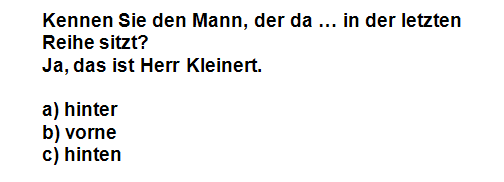 Kennen Sie den Mann, der da … in der letzten
Reihe sitzt?
Ja, das ist Herr Kleinert.
a) hinter
b) vorne
c) hinten